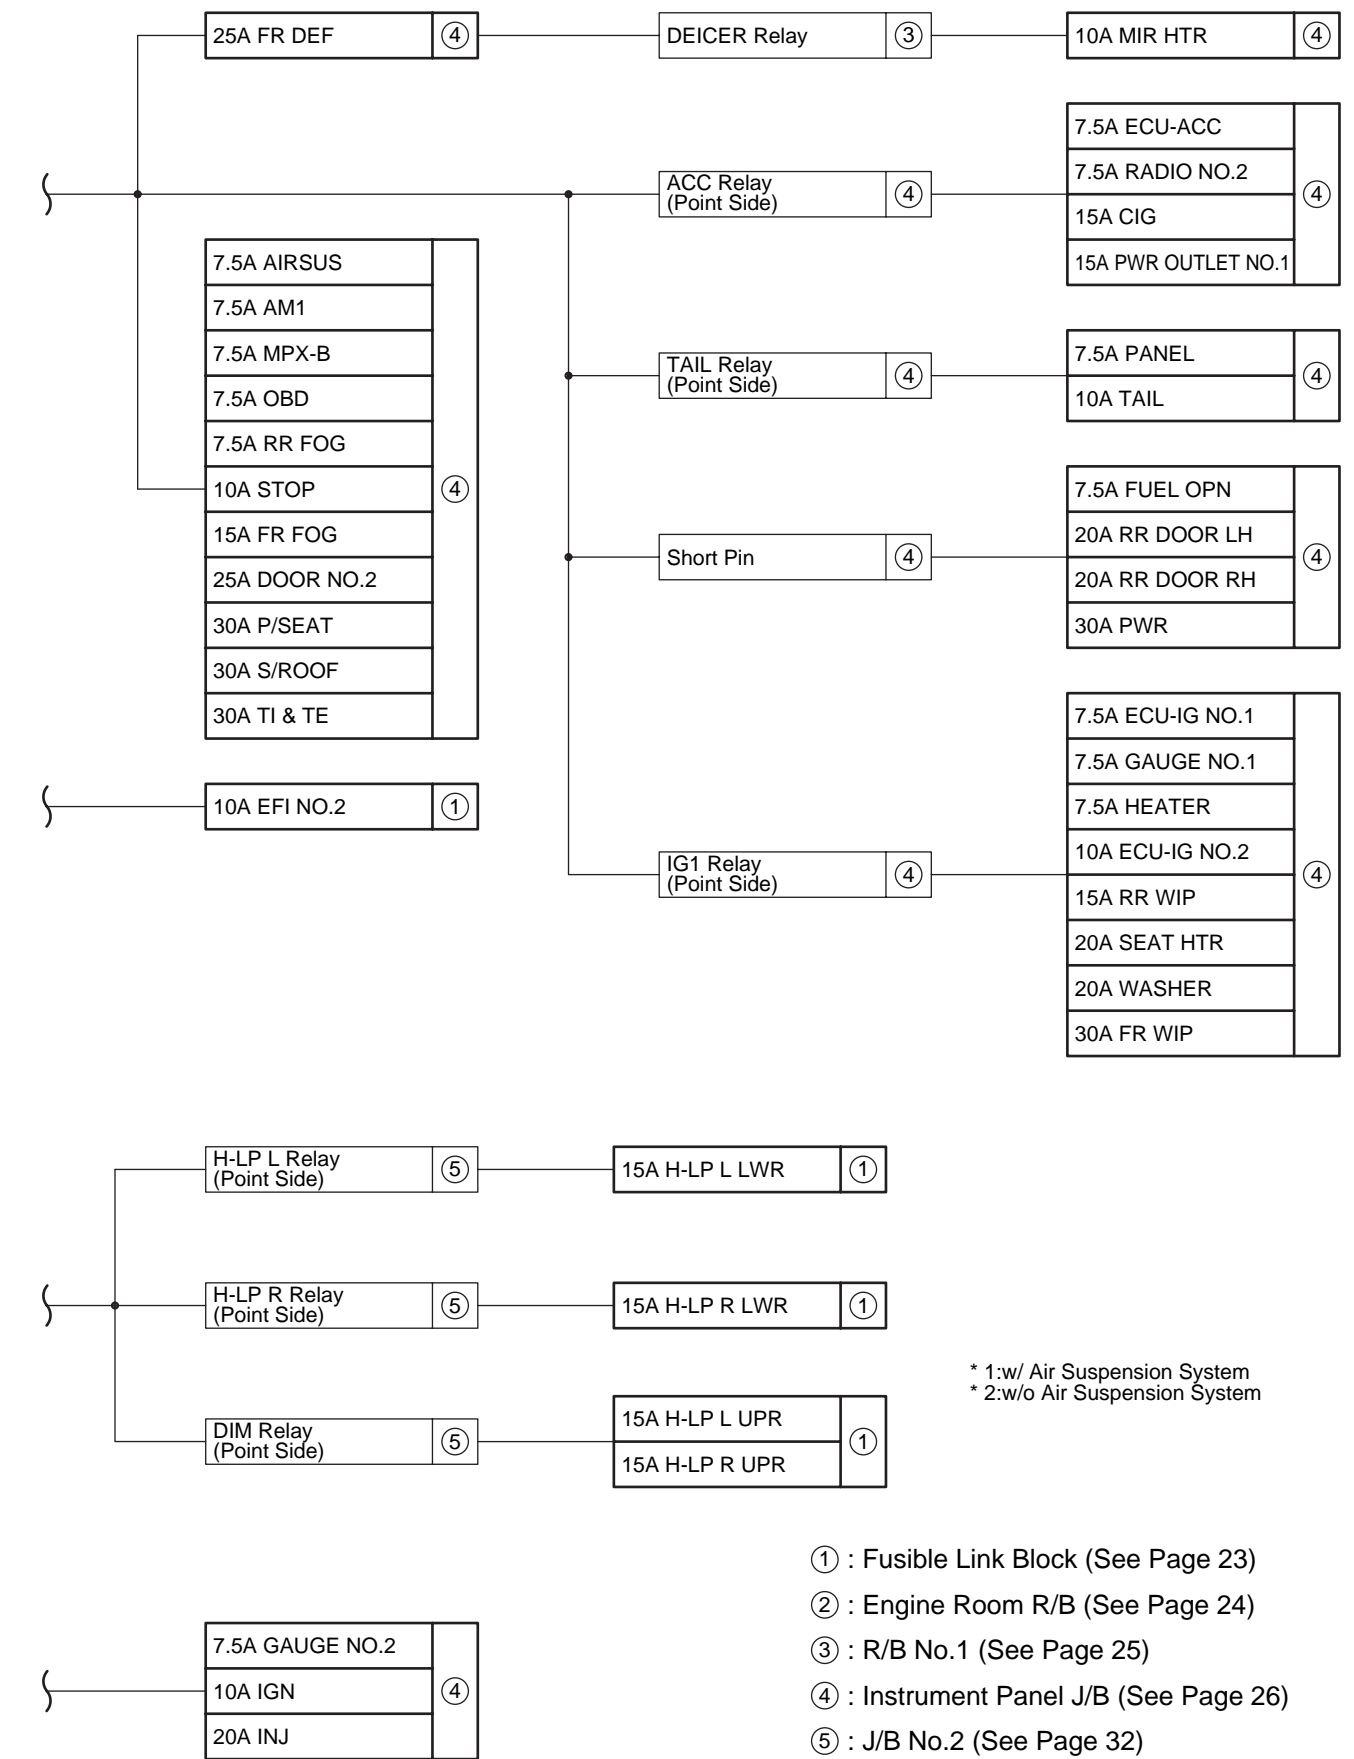 25A FR DEF ④ DEICER Relay ③ 10A MIR HTR ④
7.5A ECU-ACC
7.5A RADIO NO.2
15A CIG
15A PWR OUTLET NO.1
④
ACC Relay
(Point Side)
④
7.5A AIRSUS
7.5A AM1
7.5A MPX-B
7.5A OBD
7.5A RR FOG
10A STOP
15A FR FOG
25A DOOR NO.2
30A P/SEAT
30A S/ROOF
30A TI & TE
④
TAIL Relay
(Point Side)
④
7.5A PANEL
10A TAIL
④
Short Pin ④
7.5A FUEL OPN
20A RR DOOR LH
20A RR DOOR RH
30A PWR
④
10A EFI NO.2 ①
IG1 Relay
(Point Side)
④
7.5A ECU-IG NO.1
7.5A GAUGE NO.1
7.5A HEATER
10A ECU-IG NO.2
15A RR WIP
20A SEAT HTR
20A WASHER
30A FR WIP
④
H-LP L Relay
(Point Side)
⑤
15A H-LP L LWR ①
H-LP R Relay
(Point Side)
⑤
15A H-LP R LWR ①
DIM Relay
(Point Side)
⑤
15A H-LP L UPR
15A H-LP R UPR
①
* 1:w/ Air Suspension System
* 2:w/o Air Suspension System
7.5A GAUGE NO.2
10A IGN
20A INJ
④
① : Fusible Link Block (See Page 23)
② : Engine Room R/B (See Page 24)
③ : R/B No.1 (See Page 25)
④ : Instrument Panel J/B (See Page 26)
⑤ : J/B No.2 (See Page 32)